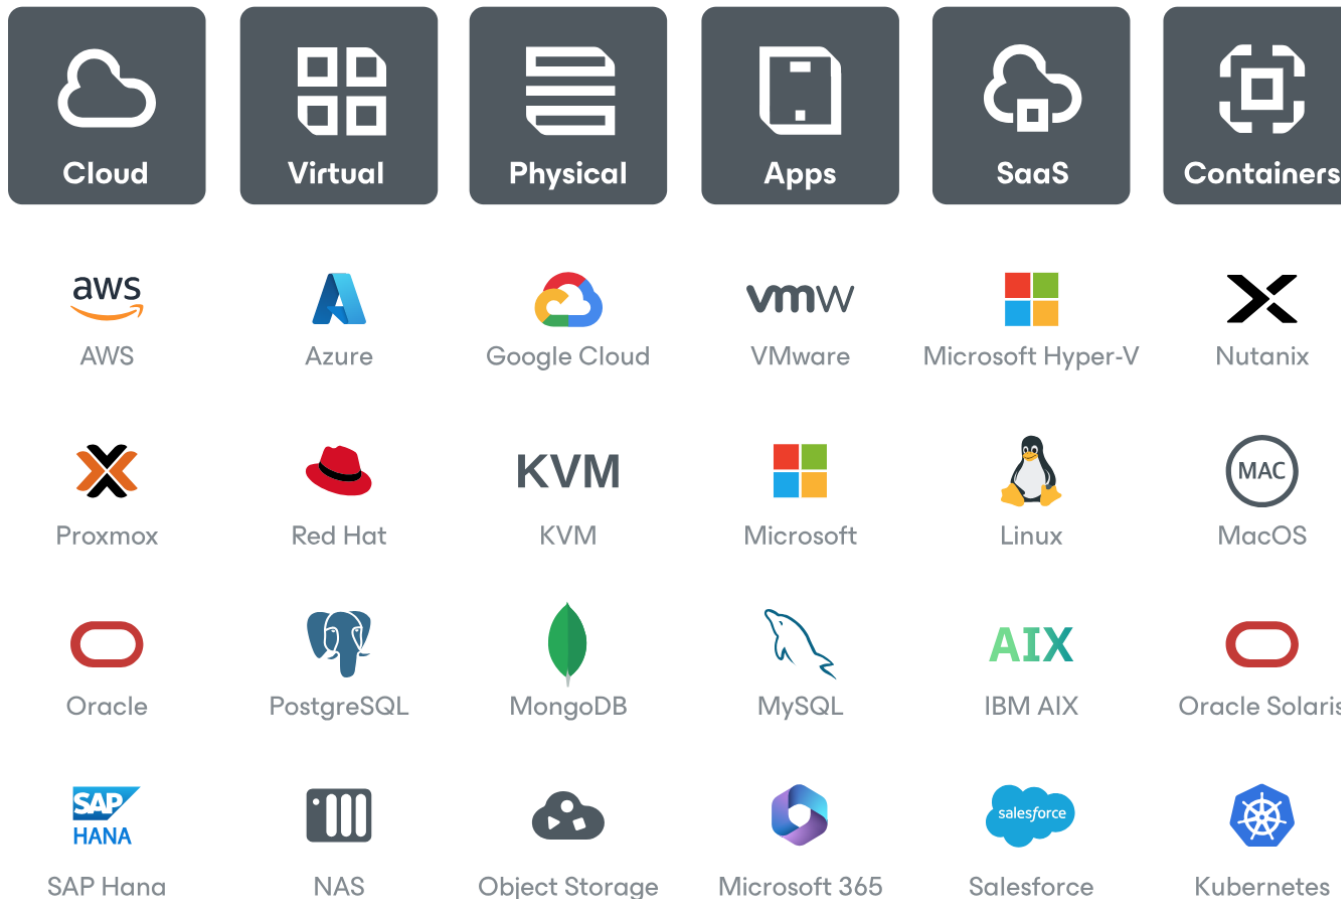 Cloud
Virtual
Physical
Apps
SaaS
Containers
aws
vmw
AWS
Azure
Google Cloud
VMware
Microsoft Hyper-V
Nutanix
KVM
MAC
Proxmox
Red Hat
KVM
Microsoft
Linux
MacOS
AIX
Oracle
PostgreSQL
MongoDB
MySQL
IBM AIX
Oracle Solaris
SAP
HANA
salesforce
SAP Hana
NAS
Object Storage
Microsoft 365
Salesforce
Kubernetes